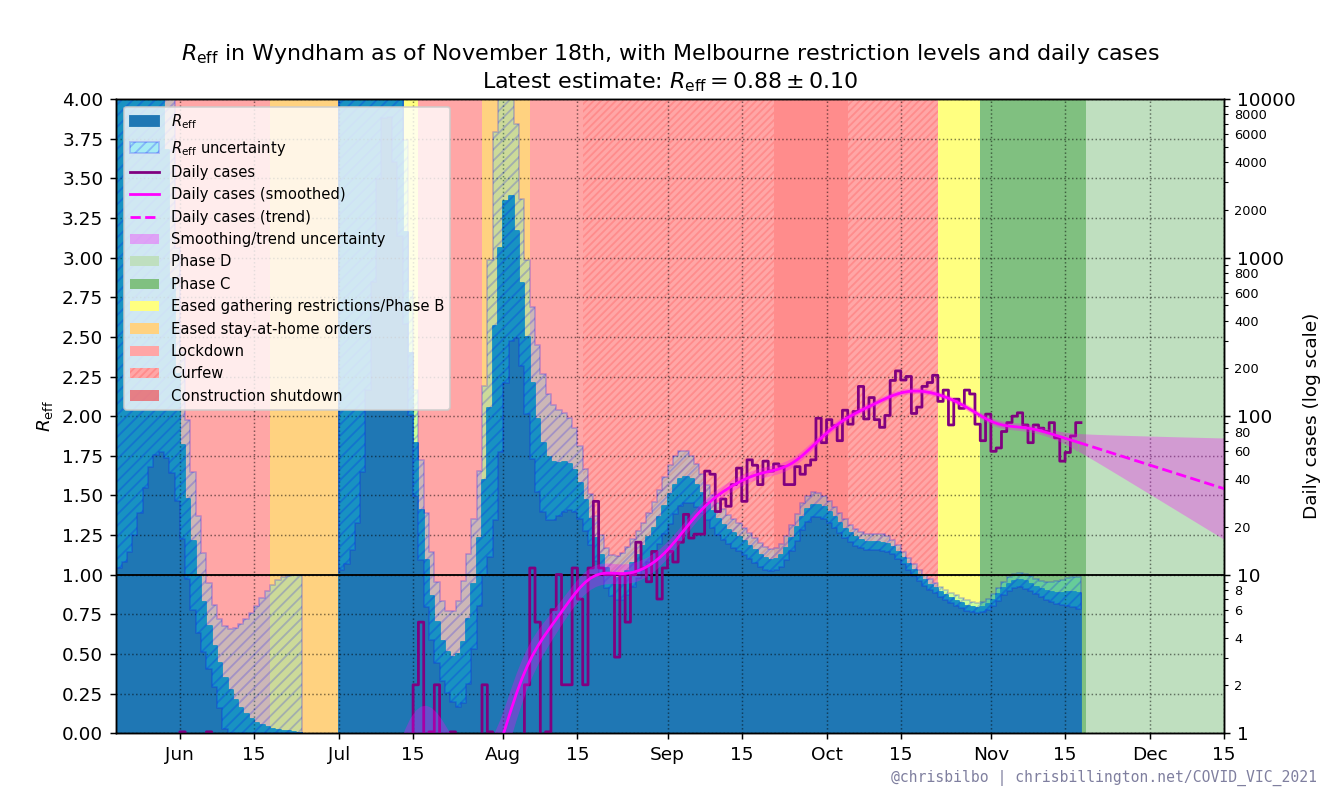 Reff in Wyndham as of November 18th, with Melbourne restriction levels and daily cases
Latest estimate: Reff = 0.88 ± 0.10
Reff
Reff uncertainty
Daily cases
Daily cases (smoothed)
Daily cases (trend)
Smoothing/trend uncertainty
Phase D
Phase C
Eased gathering restrictions/Phase B
Eased stay-at-home orders
Lockdown
Curfew
Construction shutdown
Reff
4.00
3.75
3.50
3.25
3.00
2.75
2.50
2.25
2.00
1.75
1.50
1.25
1.00
0.75
0.50
0.25
0.00
Jun 15 Jul 15 Aug 15 Sep 15 Oct 15 Nov 15 Dec 15
10000
8000
6000
4000
2000
1000
800
600
400
200
100
80
60
40
20
10
8
6
4
2
1
Daily cases (log scale)
@chrisbilbo | chrisbillington.net/COVID_VIC_2021